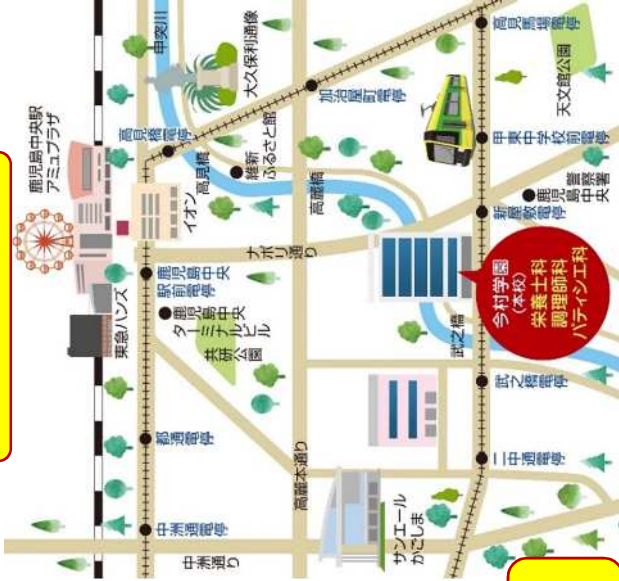 鹿児島中央駅
アミュプラザ
東急ハンズ
イオン
甲突川
大久保利通像
高見橋電停
高見橋
維新
ふるさと館
加治屋町電停
高麗橋
ナポリ通り
鹿児島中央
駅前電停
鹿児島中央
ターミナルビル
共研公園
都通電停
中洲通電停
中洲通り
高麗本通り
サンエール
かごしま
武之橋
高見馬場電停
天文館公園
甲東中学校前電停
鹿児島中央
警察署
新屋敷電停
今村学園
(本校)
栄養士科
調理師科
パティシエ科
武之橋電停
二中通電停